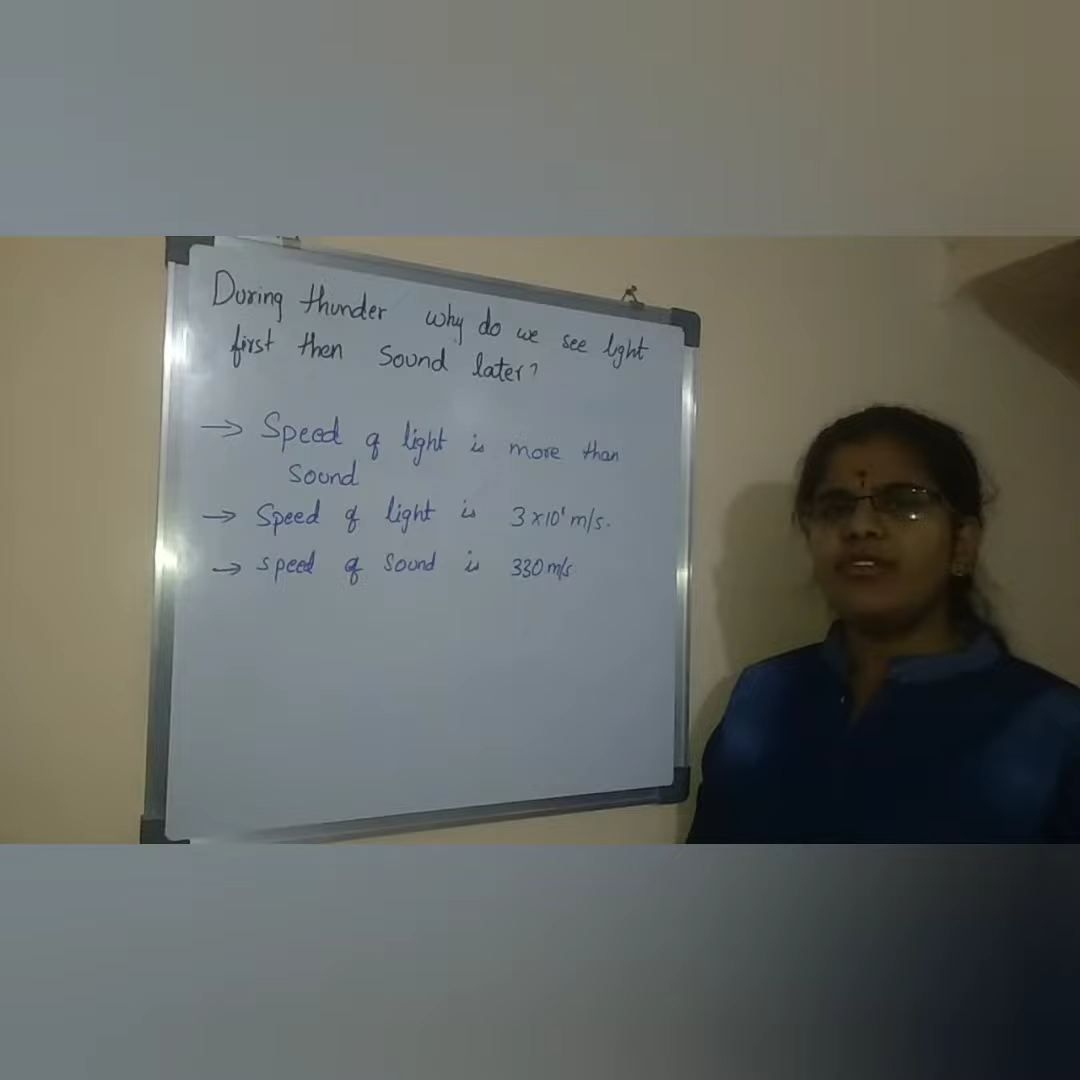 During thunder why do we see light
first then Sound later?
→ Speed of light is more than
Sound
→ Speed of light is 3×10⁸ m/s.
→ Speed of Sound is 330 m/s